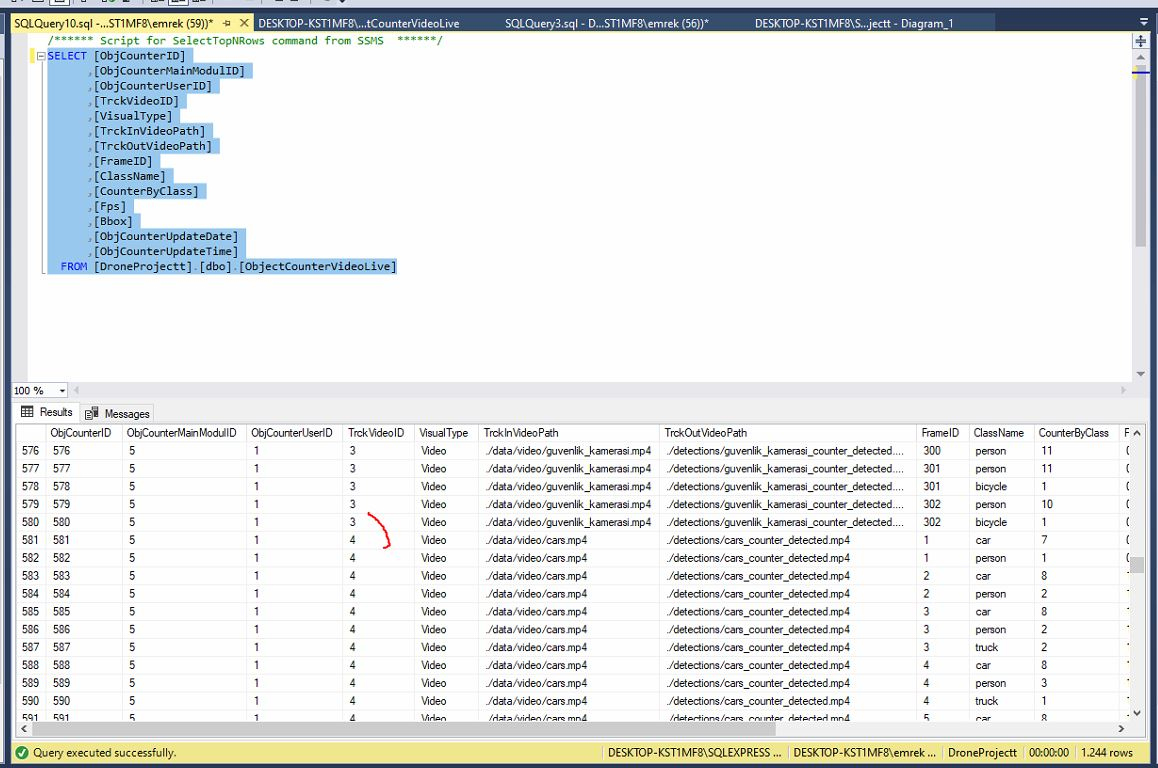 SQLQuery10.sql -...ST1MF8\emrek (59))* DESKTOP-KST1MF8\...tCounterVideoLive SQLQuery3.sql - D...ST1MF8\emrek (56))* DESKTOP-KST1MF8\S...jectt - Diagram_1
/****** Script for SelectTopNRows command from SSMS ******/
SELECT [ObjCounterID]
,[ObjCounterMainModulID]
,[ObjCounterUserID]
,[TrckVideoID]
,[VisualType]
,[TrckInVideoPath]
,[TrckOutVideoPath]
,[FrameID]
,[ClassName]
,[CounterByClass]
,[Fps]
,[Bbox]
,[ObjCounterUpdateDate]
,[ObjCounterUpdateTime]
FROM [DroneProjectt].[dbo].[ObjectCounterVideoLive]
100 %
Results Messages
ObjCounterID ObjCounterMainModulID ObjCounterUserID TrckVideoID VisualType TrckInVideoPath TrckOutVideoPath FrameID ClassName CounterByClass
576 576 5 1 3 Video ./data/video/guvenlik_kamerasi.mp4 ./detections/guvenlik_kamerasi_counter_detected.... 300 person 11
577 577 5 1 3 Video ./data/video/guvenlik_kamerasi.mp4 ./detections/guvenlik_kamerasi_counter_detected.... 301 person 11
578 578 5 1 3 Video ./data/video/guvenlik_kamerasi.mp4 ./detections/guvenlik_kamerasi_counter_detected.... 301 bicycle 1
579 579 5 1 3 Video ./data/video/guvenlik_kamerasi.mp4 ./detections/guvenlik_kamerasi_counter_detected.... 302 person 10
580 580 5 1 3 Video ./data/video/guvenlik_kamerasi.mp4 ./detections/guvenlik_kamerasi_counter_detected.... 302 bicycle 1
581 581 5 1 4 Video ./data/video/cars.mp4 ./detections/cars_counter_detected.mp4 1 car 7
582 582 5 1 4 Video ./data/video/cars.mp4 ./detections/cars_counter_detected.mp4 1 person 1
583 583 5 1 4 Video ./data/video/cars.mp4 ./detections/cars_counter_detected.mp4 2 car 8
584 584 5 1 4 Video ./data/video/cars.mp4 ./detections/cars_counter_detected.mp4 2 person 2
585 585 5 1 4 Video ./data/video/cars.mp4 ./detections/cars_counter_detected.mp4 3 car 8
586 586 5 1 4 Video ./data/video/cars.mp4 ./detections/cars_counter_detected.mp4 3 person 2
587 587 5 1 4 Video ./data/video/cars.mp4 ./detections/cars_counter_detected.mp4 3 truck 2
588 588 5 1 4 Video ./data/video/cars.mp4 ./detections/cars_counter_detected.mp4 4 car 8
589 589 5 1 4 Video ./data/video/cars.mp4 ./detections/cars_counter_detected.mp4 4 person 3
590 590 5 1 4 Video ./data/video/cars.mp4 ./detections/cars_counter_detected.mp4 4 truck 1
591 591 5 1 4 Video ./data/video/cars.mp4 ./detections/cars_counter_detected.mp4 5 car 8
Query executed successfully. DESKTOP-KST1MF8\SQLEXPRESS ... DESKTOP-KST1MF8\emrek ... DroneProjectt 00:00:00 1.244 rows